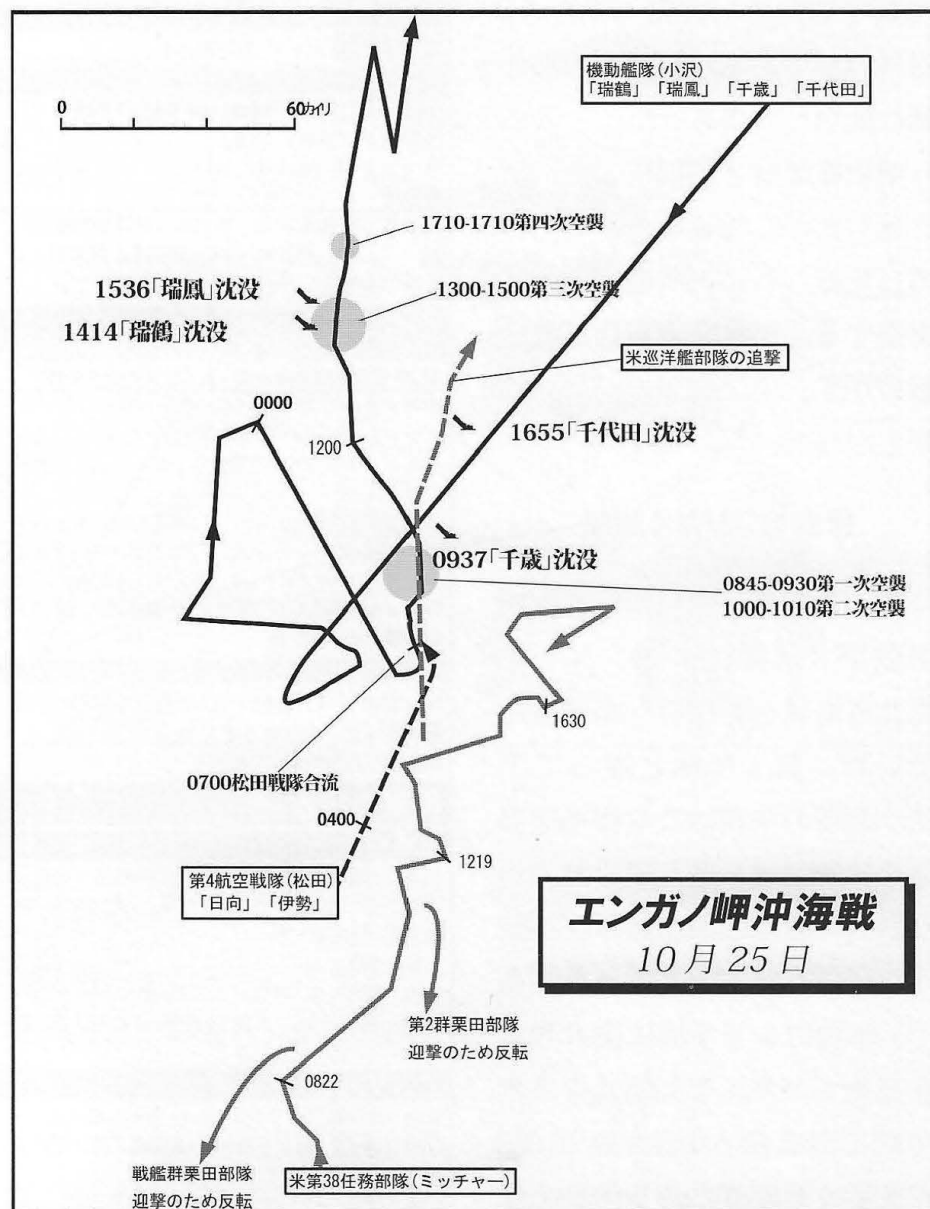 機動艦隊(小沢)
「瑞鶴」「瑞鳳」「千歳」「千代田」
0
60カイリ
1710-1710第四次空襲
1536「瑞鳳」沈没
1300-1500第三次空襲
1414「瑞鶴」沈没
米巡洋艦部隊の追撃
0000
1655「千代田」沈没
1200
0937「千歳」沈没
0845-0930第一次空襲
1000-1010第二次空襲
1630
0700松田戦隊合流
0400
1219
第4航空戦隊(松田)
「日向」「伊勢」
エンガノ岬沖海戦
10月25日
第2群栗田部隊
迎撃のため反転
0822
戦艦群栗田部隊
迎撃のため反転
米第38任務部隊(ミッチャー)